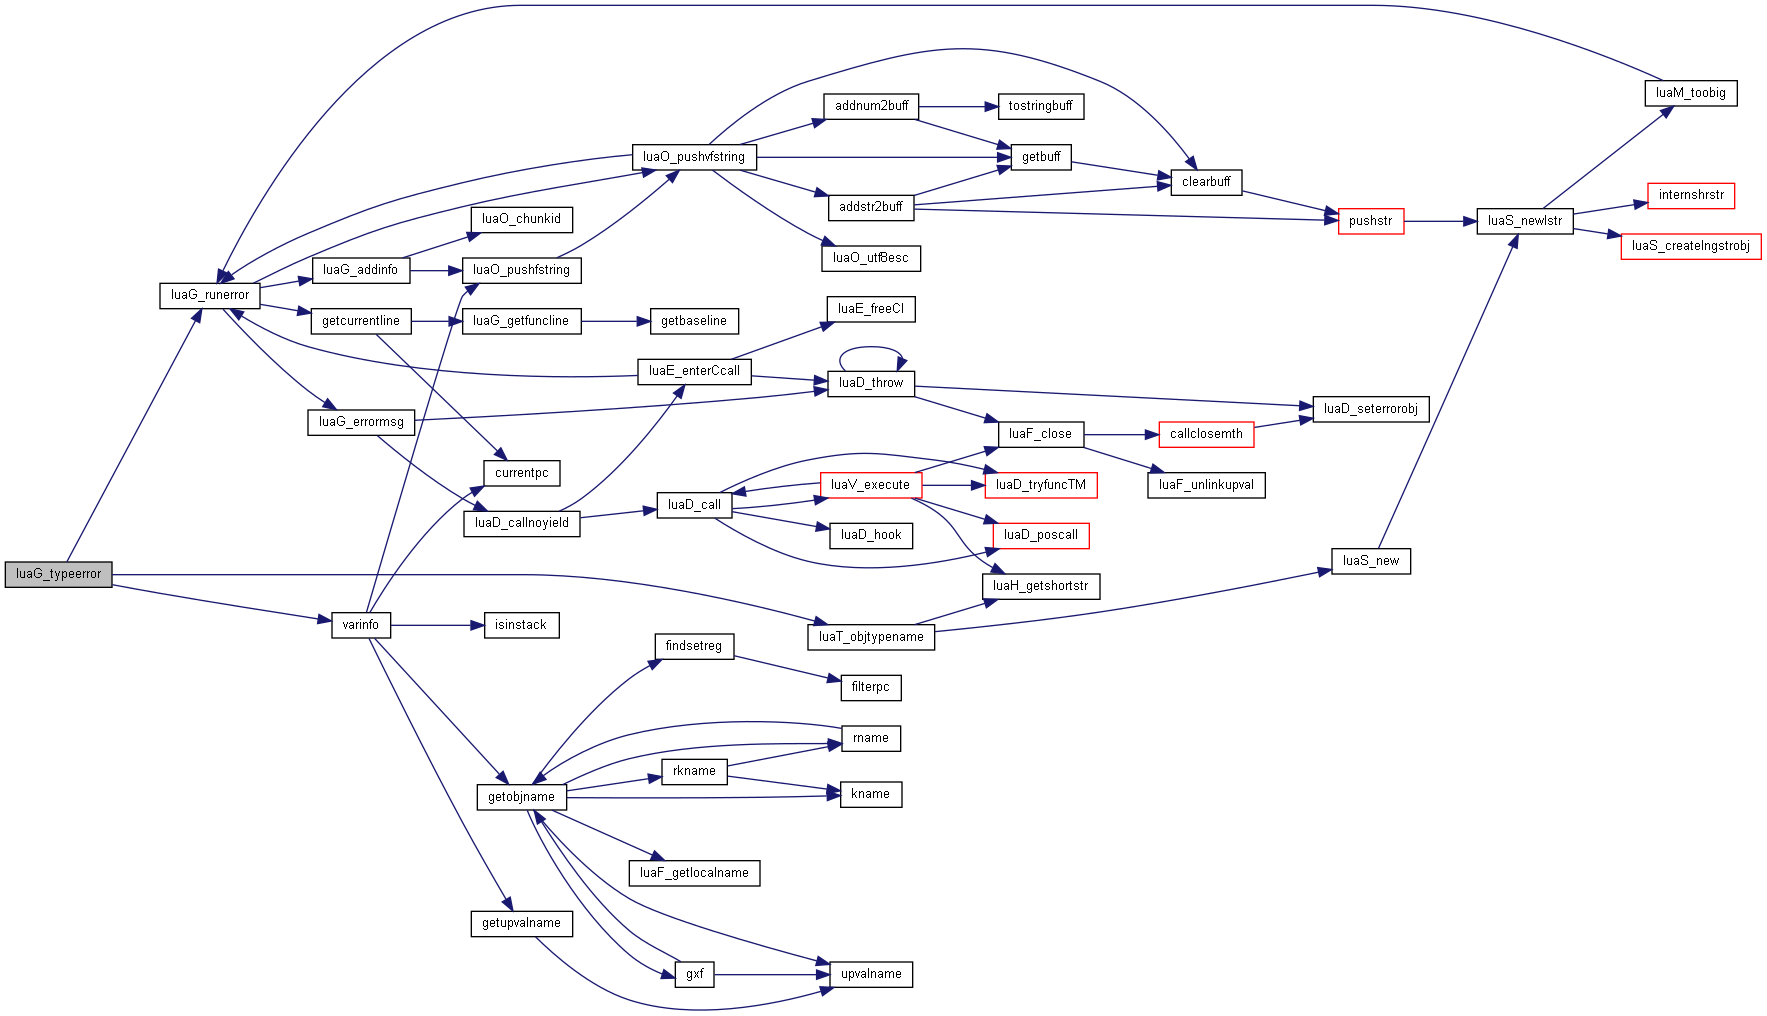 luaM_toobig
addnum2buff
tostringbuff
luaO_pushvfstring
getbuff
clearbuff
internshrstr
addstr2buff
luaO_chunkid
pushstr
luaS_newlstr
luaS_createlngstrobj
luaO_utf8esc
luaG_addinfo
luaO_pushfstring
luaG_runerror
luaE_freeCI
getcurrentline
luaG_getfuncline
getbaseline
luaE_enterCcall
luaD_throw
luaD_seterrorobj
luaG_errormsg
luaF_close
callclosemth
currentpc
luaV_execute
luaD_tryfuncTM
luaF_unlinkupval
luaD_call
luaD_callnoyield
luaD_hook
luaD_poscall
luaS_new
luaG_typeerror
luaH_getshortstr
varinfo
isinstack
luaT_objtypename
findsetreg
filterpc
rname
rkname
getobjname
kname
luaF_getlocalname
getupvalname
gxf
upvalname